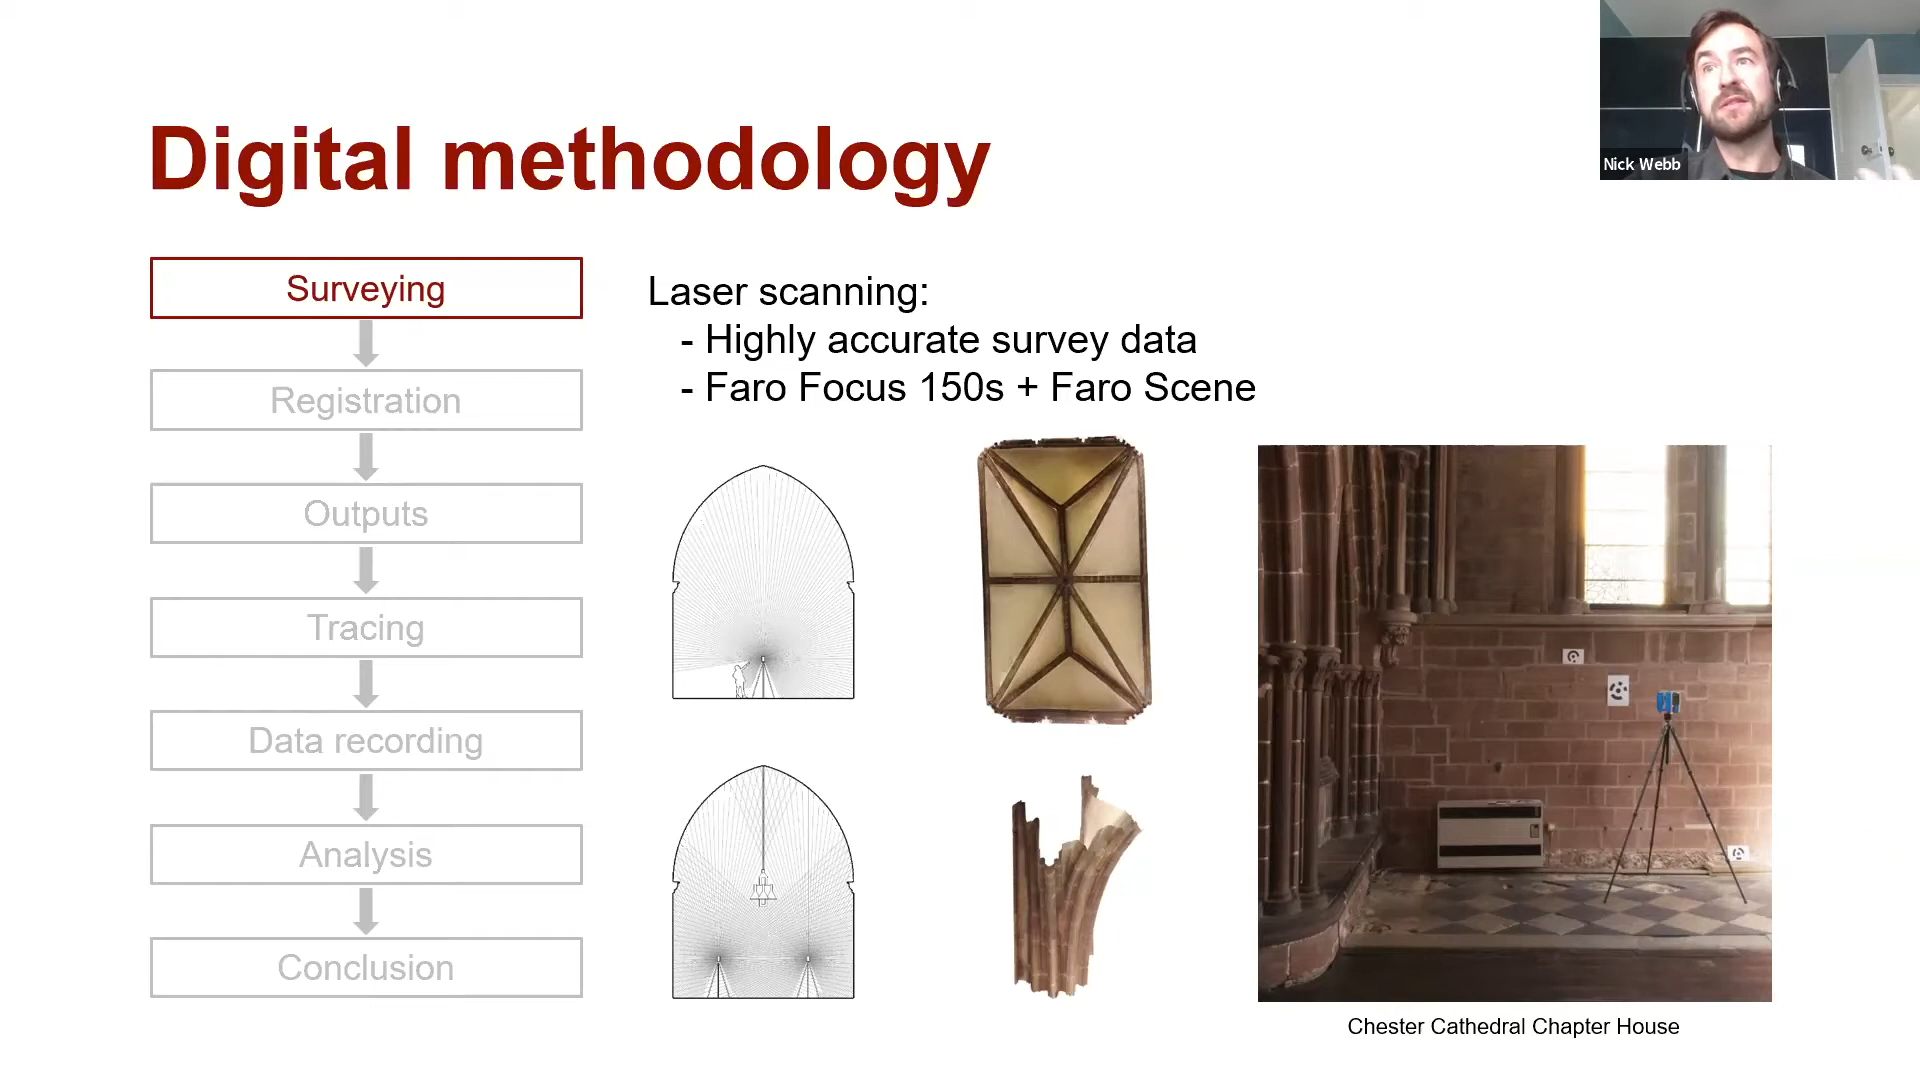 Digital methodology
Nick Webb
Surveying
Registration
Outputs
Tracing
Data recording
Analysis
Conclusion
Laser scanning:
- Highly accurate survey data
- Faro Focus 150s + Faro Scene
Chester Cathedral Chapter House